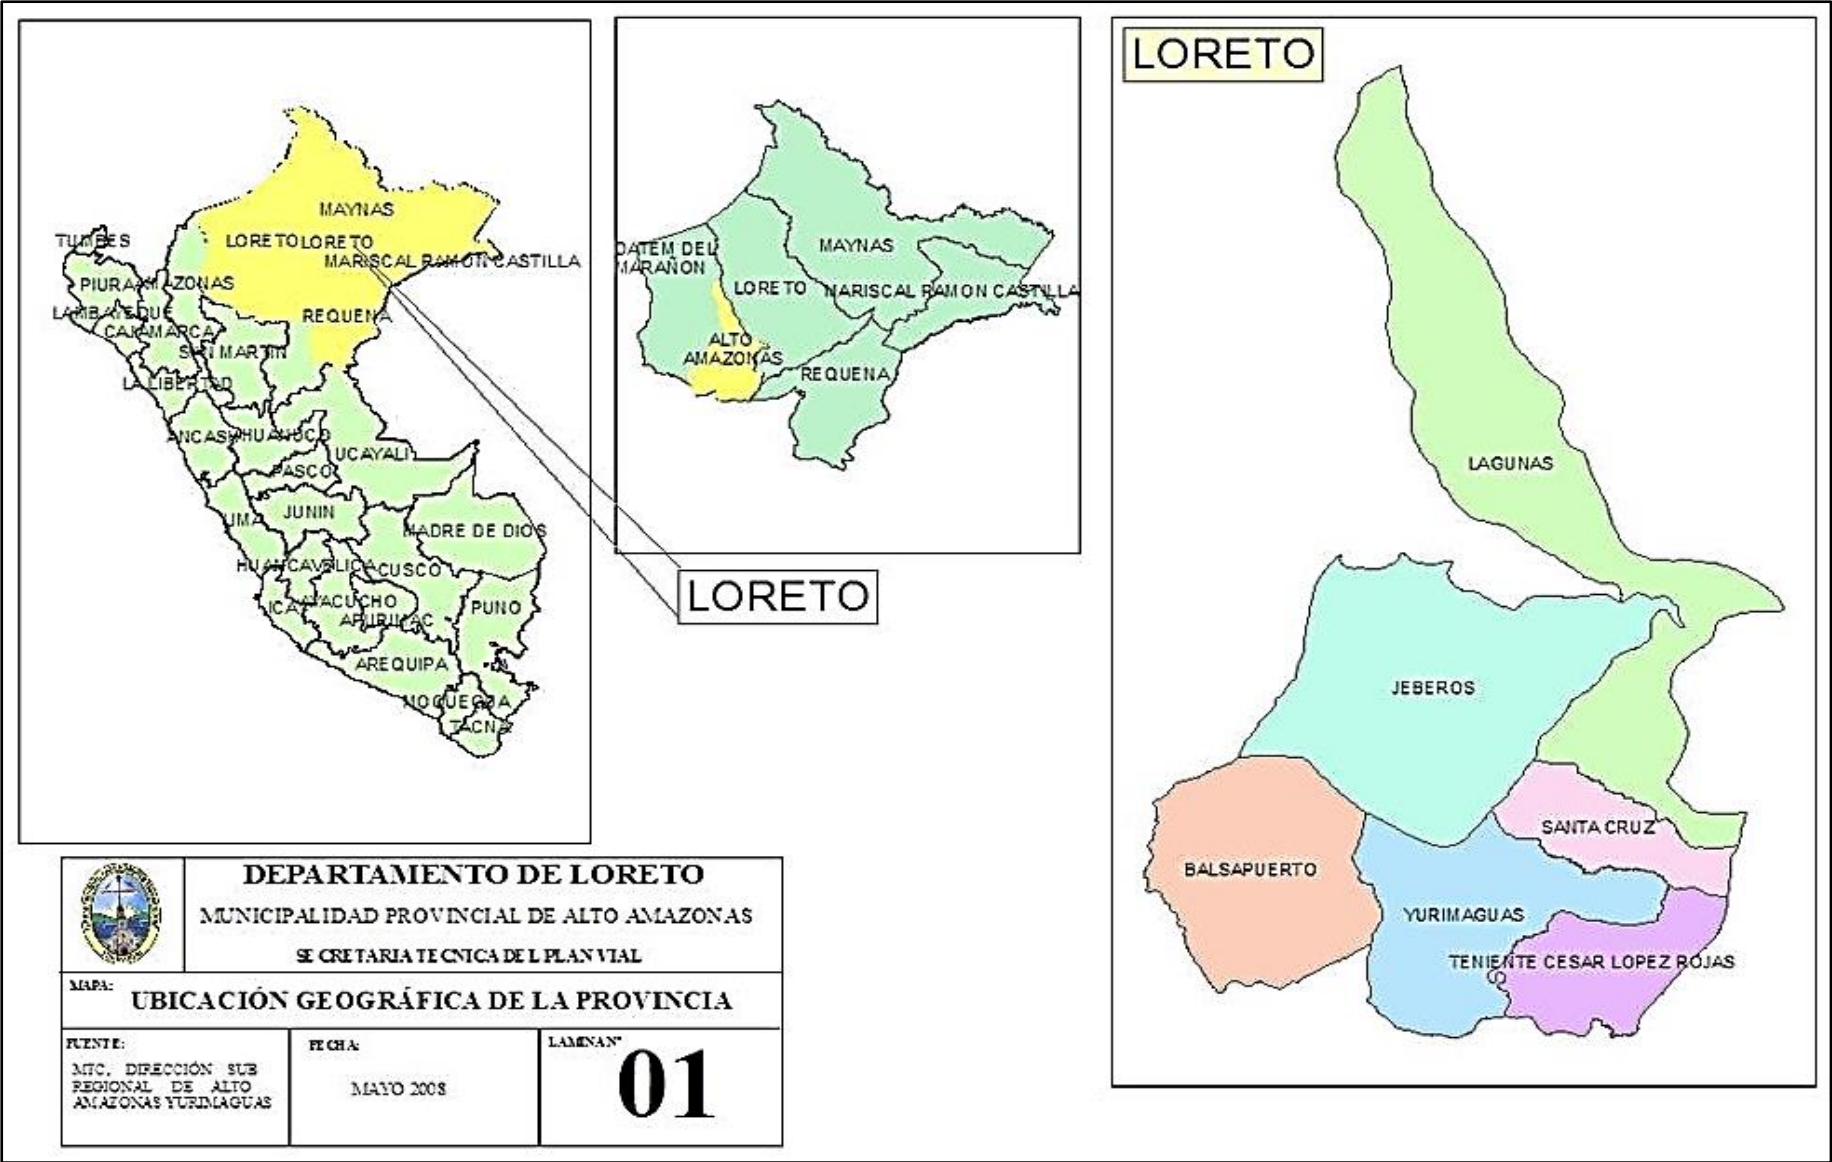 MAYNAS
TUMBES
LORETO LORETO
MARISCAL RAMON CASTILLA
PIURA
AMAZONAS
LAMBAYEQUE
REQUENA
CAJAMARCA
SAN MARTIN
LA LIBERTAD
ANCASH
HUANUCO
UCAYALI
PASCO
JUNIN
LIMA
MADRE DE DIOS
HUANCAVELICA
CUSCO
ICA
AYACUCHO
PUNO
APURIMAC
AREQUIPA
MOQUEGUA
TACNA
MAYNAS
DATEM DEL
MARAÑON
LORETO
MARISCAL RAMON CASTILLA
ALTO
AMAZONAS
REQUENA
LORETO
LORETO
LAGUNAS
JEBEROS
SANTA CRUZ
BALSAPUERTO
YURIMAGUAS
TENIENTE CESAR LOPEZ ROJAS
DEPARTAMENTO DE LORETO
MUNICIPALIDAD PROVINCIAL DE ALTO AMAZONAS
SECRETARIA TECNICA DEL PLAN VIAL
MAPA:
UBICACIÓN GEOGRÁFICA DE LA PROVINCIA
FUENTE:
MTC, DIRECCIÓN SUB
REGIONAL DE ALTO
AMAZONAS YURIMAGUAS
FECHA:
MAYO 2008
LAMINA N°
01